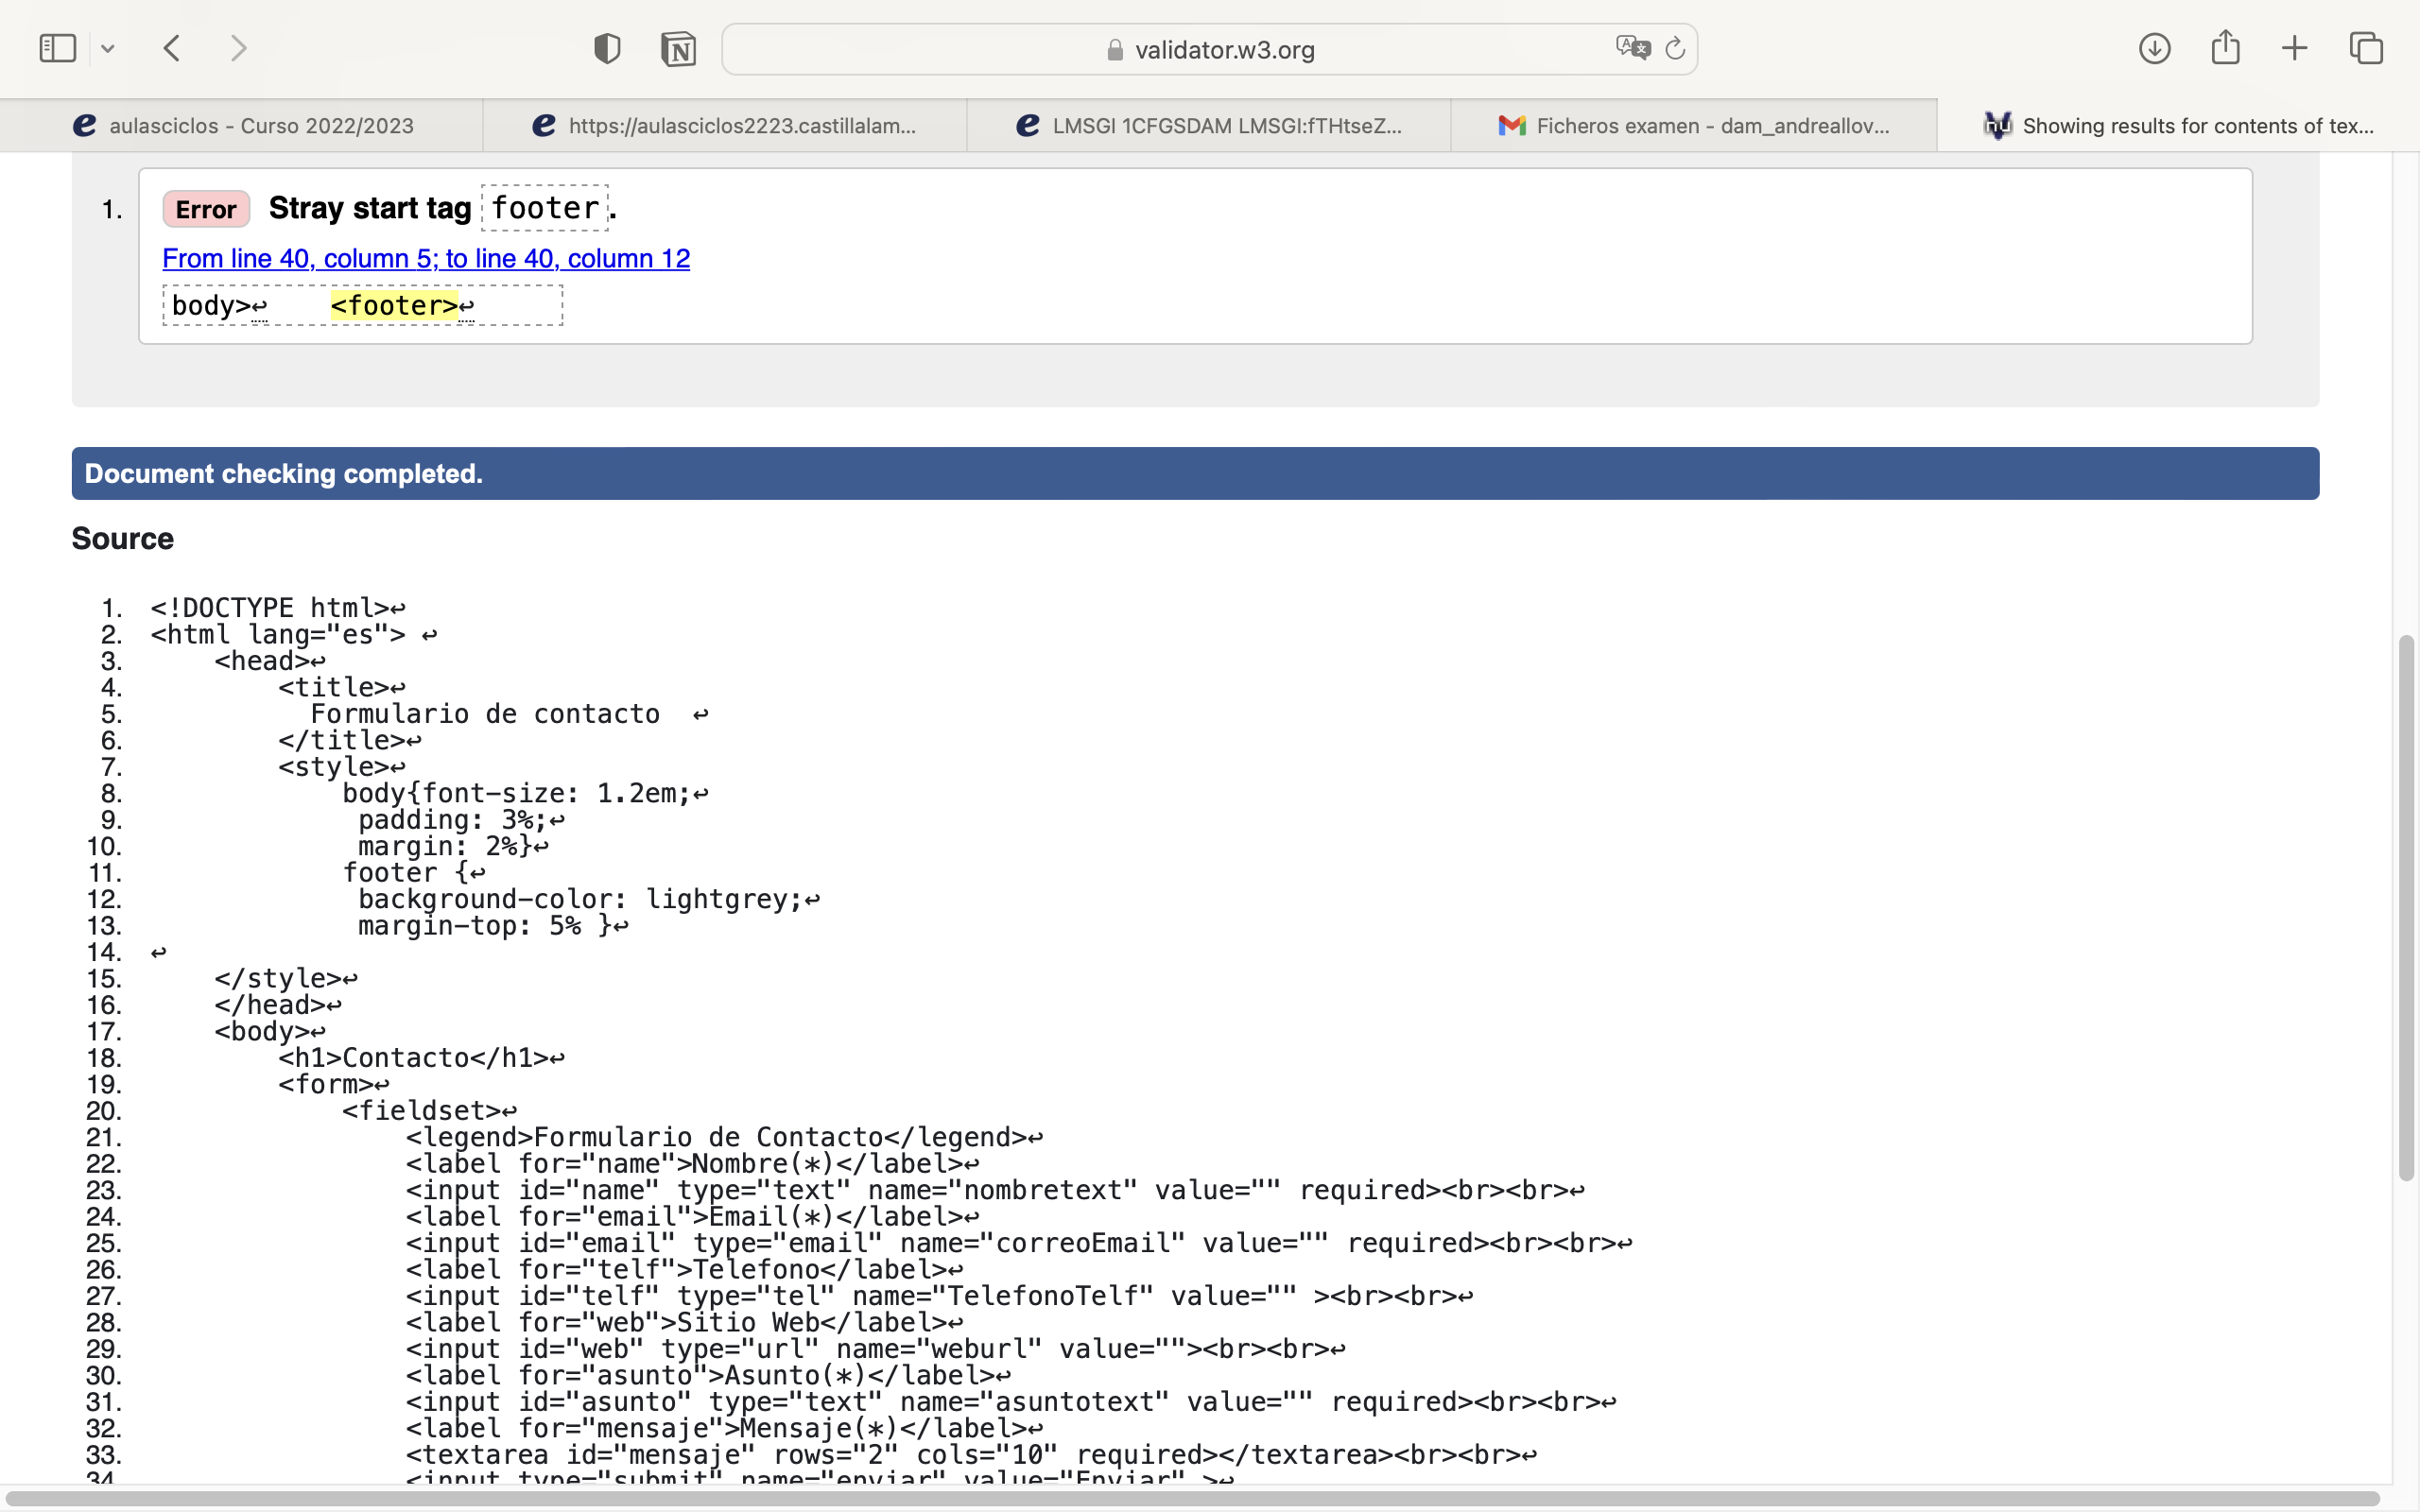 validator.w3.org
aulasciclos - Curso 2022/2023
https://aulasciclos2223.castillalam...
LMSGI 1CFGSDAM LMSGI:fTHtseZ...
Ficheros examen - dam_andreallov...
Showing results for contents of tex...
1. Error Stray start tag footer.
From line 40, column 5; to line 40, column 12
body>↩    <footer>↩
Document checking completed.
Source
1. <!DOCTYPE html>↩
2. <html lang="es"> ↩
3.     <head>↩
4.         <title>↩
5.           Formulario de contacto  ↩
6.         </title>↩
7.         <style>↩
8.             body{font-size: 1.2em;↩
9.              padding: 3%;↩
10.              margin: 2%}↩
11.             footer {↩
12.              background-color: lightgrey;↩
13.              margin-top: 5% }↩
14. ↩
15.     </style>↩
16.     </head>↩
17.     <body>↩
18.         <h1>Contacto</h1>↩
19.         <form>↩
20.             <fieldset>↩
21.                 <legend>Formulario de Contacto</legend>↩
22.                 <label for="name">Nombre(*)</label>↩
23.                 <input id="name" type="text" name="nombretext" value="" required><br><br>↩
24.                 <label for="email">Email(*)</label>↩
25.                 <input id="email" type="email" name="correoEmail" value="" required><br><br>↩
26.                 <label for="telf">Telefono</label>↩
27.                 <input id="telf" type="tel" name="TelefonoTelf" value="" ><br><br>↩
28.                 <label for="web">Sitio Web</label>↩
29.                 <input id="web" type="url" name="weburl" value=""><br><br>↩
30.                 <label for="asunto">Asunto(*)</label>↩
31.                 <input id="asunto" type="text" name="asuntotext" value="" required><br><br>↩
32.                 <label for="mensaje">Mensaje(*)</label>↩
33.                 <textarea id="mensaje" rows="2" cols="10" required></textarea><br><br>↩
34.                 <input type="submit" name="enviar" value="Enviar" >↩